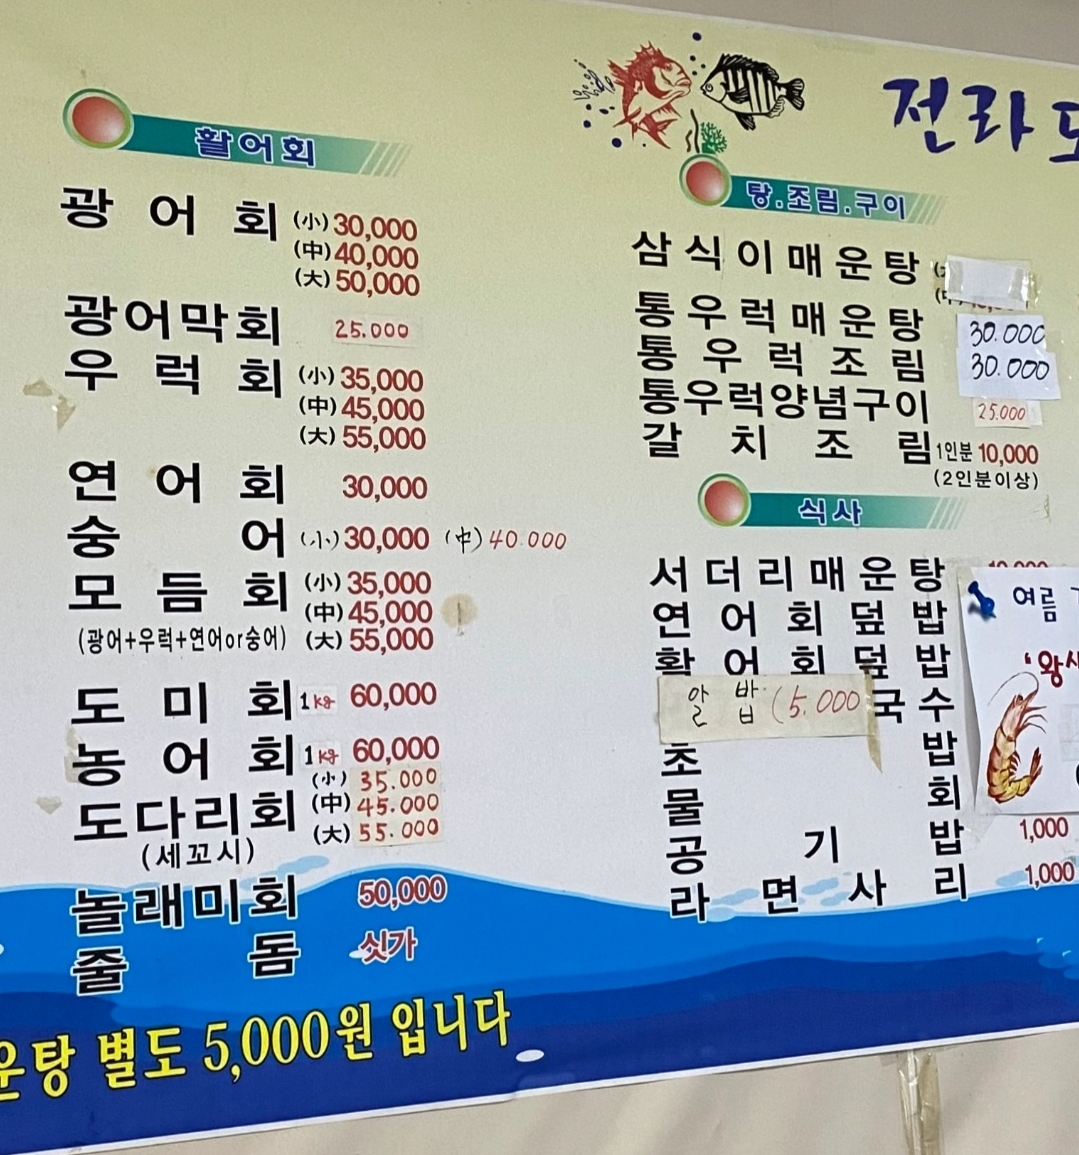 전라도
활어회
광어회 (小) 30,000
(中) 40,000
(大) 50,000
광어막회 25.000
우럭회 (小) 35,000
(中) 45,000
(大) 55,000
연어회 30,000
숭어 (小) 30,000 (中) 40.000
모듬회 (小) 35,000
(中) 45,000
(광어+우럭+연어or숭어) (大) 55,000
도미회 1kg 60,000
농어회 1kg 60,000
(小) 35.000
도다리회 (中) 45.000
(세꼬시) (大) 55.000
놀래미회 50,000
줄돔 싯가
운탕 별도 5,000원 입니다
탕.조림.구이
삼식이매운탕
통우럭매운탕 30.000
통우럭조림 30.000
통우럭양념구이 25.000
갈치조림 1인분 10,000
(2인분이상)
식사
서더리매운탕
연어회덮밥
활어회덮밥
알밥 (5.000 국수
초밥
물회
공기밥 1,000
라면사리 1,000
여름